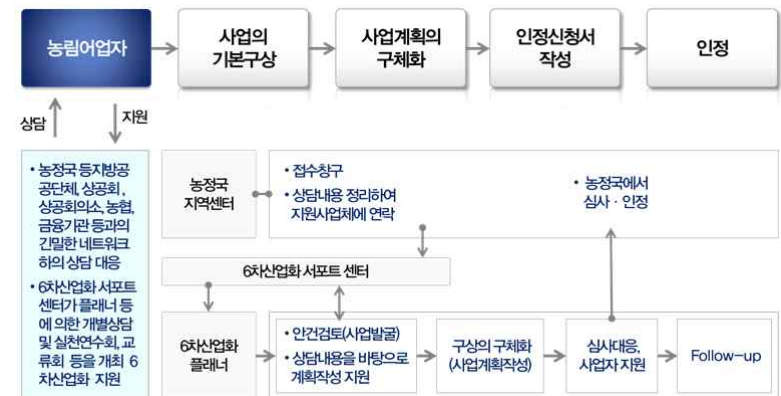 농림어업자
사업의
기본구상
사업계획의
구체화
인정신청서
작성
인정
상담
지원
• 농정국 등지방공
공단체, 상공회,
상공회의소, 농협,
금융기관 등과의
긴밀한 네트워크
하의 상담 대응
• 6차산업화 서포트
센터가 플래너 등
에 의한 개별상담
및 실천연수회, 교
류회 등을 개최 6
차산업화 지원
농정국
지역센터
• 접수창구
• 상담내용 정리하여
지원사업체에 연락
• 농정국에서
심사 · 인정
6차산업화 서포트 센터
6차산업화
플래너
• 안건검토(사업발굴)
• 상담내용을 바탕으로
계획작성 지원
구상의 구체화
(사업계획작성)
심사대응,
사업자 지원
Follow-up